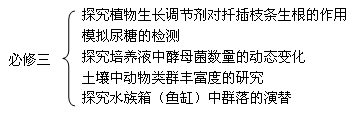 探究植物生长调节剂对扦插枝条生根的作用
模拟尿糖的检测
必修三
探究培养液中酵母菌数量的动态变化
土壤中动物类群丰富度的研究
探究水族箱（鱼缸）中群落的演替